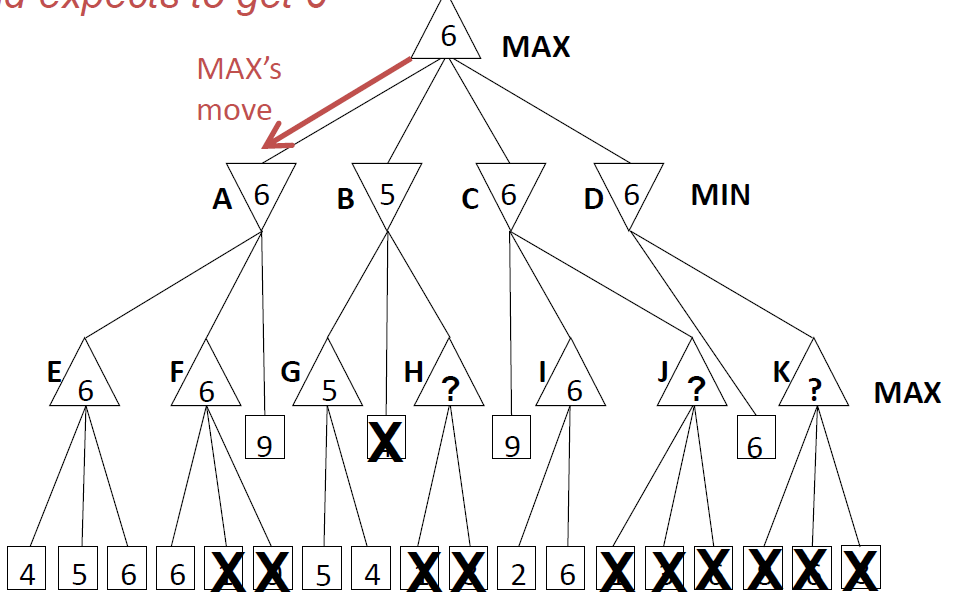 and expects to get 6
6 MAX
MAX's
move
A 6 B 5 C 6 D 6 MIN
E 6 F 6 G 5 H ? I 6 J ? K ? MAX
9 X 9 6
4 5 6 6 X X 5 4 X X 2 6 X X X X X X